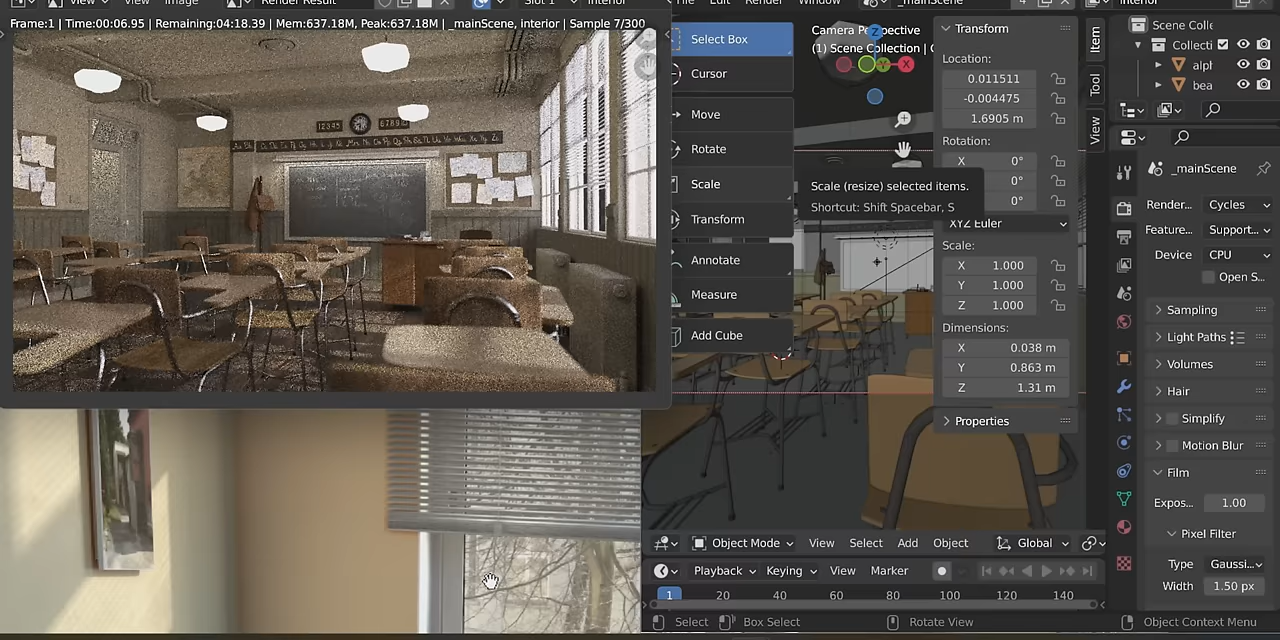 View
View
Image
Render Result
Slot 1
Interior
Frame:1 | Time:00:06.95 | Remaining:04:18.39 | Mem:637.18M, Peak:637.18M | _mainScene, interior | Sample 7/300
File
Edit
Render
_mainScene
interior
Select Box
Cursor
Move
Rotate
Scale
Transform
Annotate
Measure
Add Cube
Camera Perspective
(1) Scene Collection |
Z
Y
X
Scale (resize) selected items.
Shortcut: Shift Spacebar, S
Transform
Location:
0.011511
-0.004475
1.6905 m
Rotation:
X 0°
0°
0°
XYZ Euler
Scale:
X 1.000
Y 1.000
Z 1.000
Dimensions:
X 0.038 m
Y 0.863 m
Z 1.31 m
Properties
Item
Tool
View
Scene Colle
Collecti
alph
bea
_mainScene
Render... Cycles
Feature... Support...
Device CPU
Open S...
Sampling
Light Paths
Volumes
Hair
Simplify
Motion Blur
Film
Expos... 1.00
Pixel Filter
Type Gaussi...
Width 1.50 px
Object Mode View Select Add Object Global
Playback Keying View Marker
1 20 40 60 80 100 120 140
Select Box Select Rotate View Object Context Menu